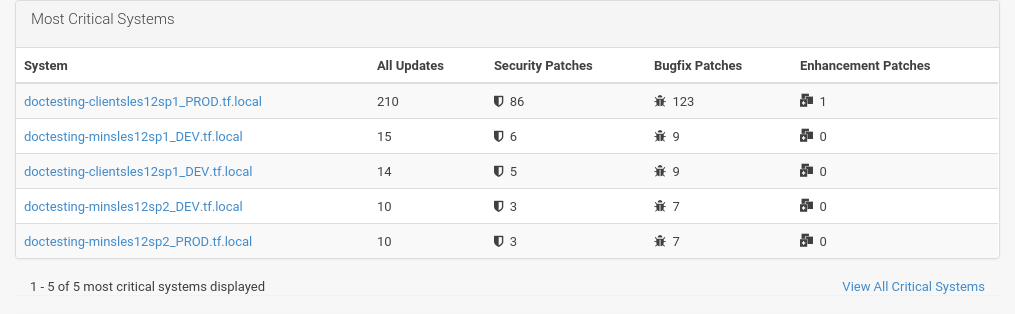 Most Critical Systems
System All Updates Security Patches Bugfix Patches Enhancement Patches
doctesting-clientsles12sp1_PROD.tf.local 210 86 123 1
doctesting-minsles12sp1_DEV.tf.local 15 6 9 0
doctesting-clientsles12sp1_DEV.tf.local 14 5 9 0
doctesting-minsles12sp2_DEV.tf.local 10 3 7 0
doctesting-minsles12sp2_PROD.tf.local 10 3 7 0
1 - 5 of 5 most critical systems displayed View All Critical Systems